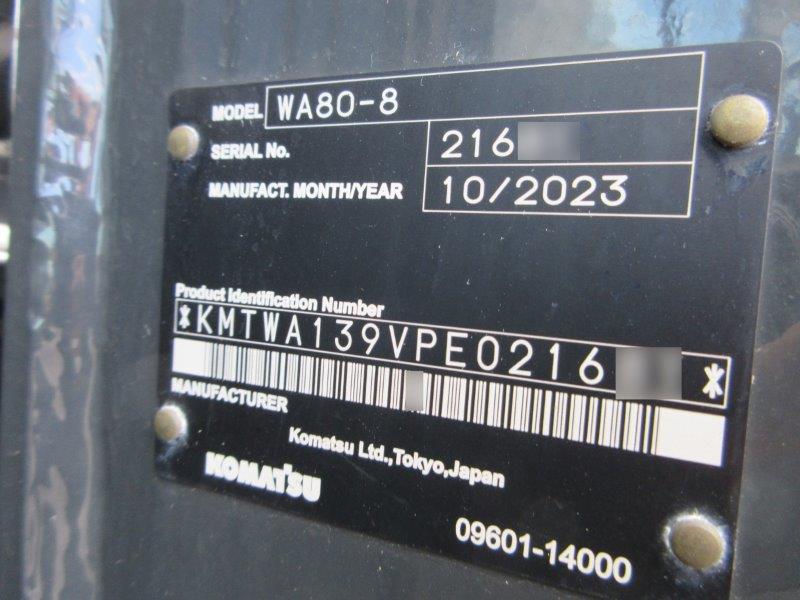 MODEL WA80-8
SERIAL No. 216
MANUFACT. MONTH/YEAR 10/2023
Product Identification Number
*KMTWA139VPE0216 *
MANUFACTURER
Komatsu Ltd.,Tokyo,Japan
KOMATSU
09601-14000